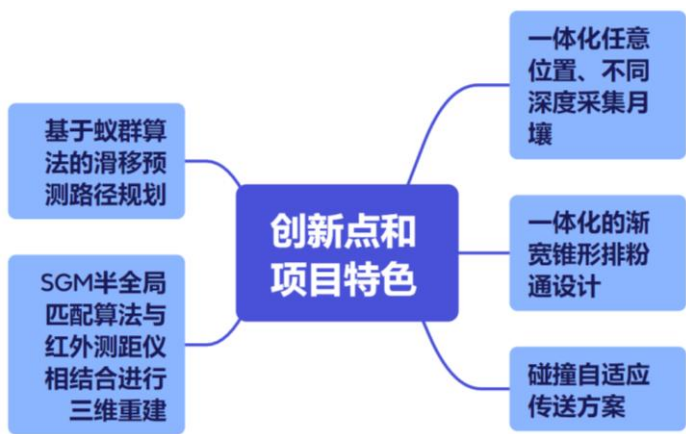 创新点和
项目特色
基于蚁群算
法的滑移预
测路径规划
SGM半全局
匹配算法与
红外测距仪
相结合进行
三维重建
一体化任意
位置、不同
深度采集月
壤
一体化的渐
宽锥形排粉
通设计
碰撞自适应
传送方案